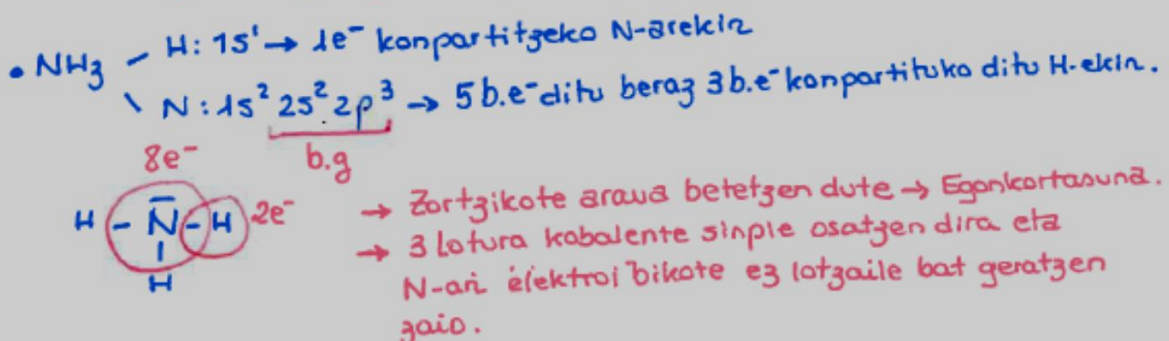 • NH₃ - H: 1s¹ → 1e⁻ konpartitzeko N-arekin
\ N: 1s² 2s² 2p³ → 5 b.e⁻ ditu beraz 3 b.e⁻ konpartituko ditu H-ekin.
b.g
8e⁻
H - N - H 2e⁻
H
→ Zortzikote araua betetzen dute → Egonkortasuna.
→ 3 lotura kobalente sinple osatzen dira eta
N-ari elektroi bikote ez lotzaile bat geratzen
zaio.